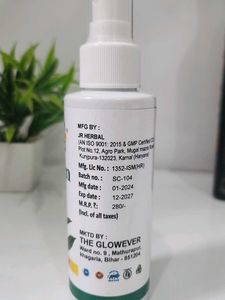 MFG BY :
JR HERBAL
(AN ISO 9001: 2015 & GMP Certified
Plot No.12, Agro Park, Mugal
Kunjpura-132023, Karnal (Haryana)
Mfg. Lic No. : 1352-ISM(HR)
Batch no. : SC-104
Mfg date : 01-2024
Exp date : 12-2027
M.R.P. ₹: 280/-
(Incl. of all taxes)
MKTD BY :
THE GLOWEVER
Ward no. 9 , Mathurapur,
khagaria, Bihar - 851204